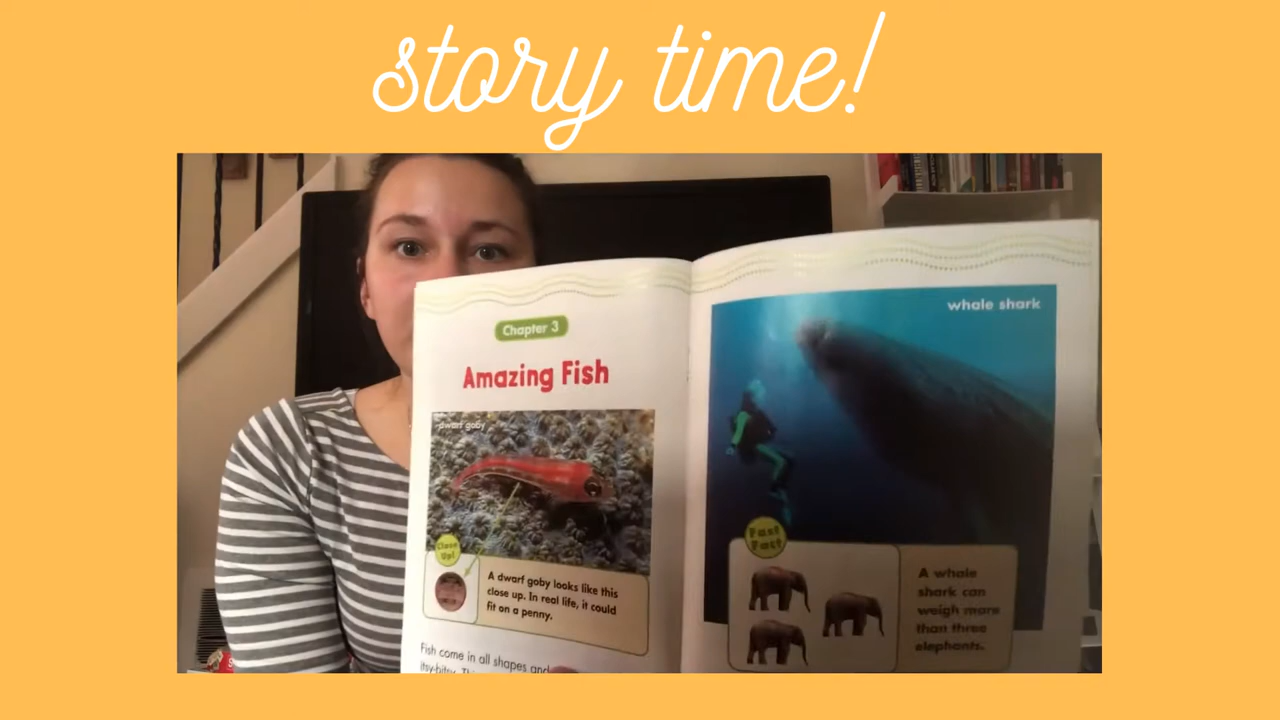 story time!
Chapter 3
Amazing Fish
dwarf goby
Close
Up!
A dwarf goby looks like this
close up. In real life, it could
fit on a penny.
Fish come in all shapes and
itsy-bitsy.
whale shark
Fast
Fact
A whale
shark can
weigh more
than three
elephants.